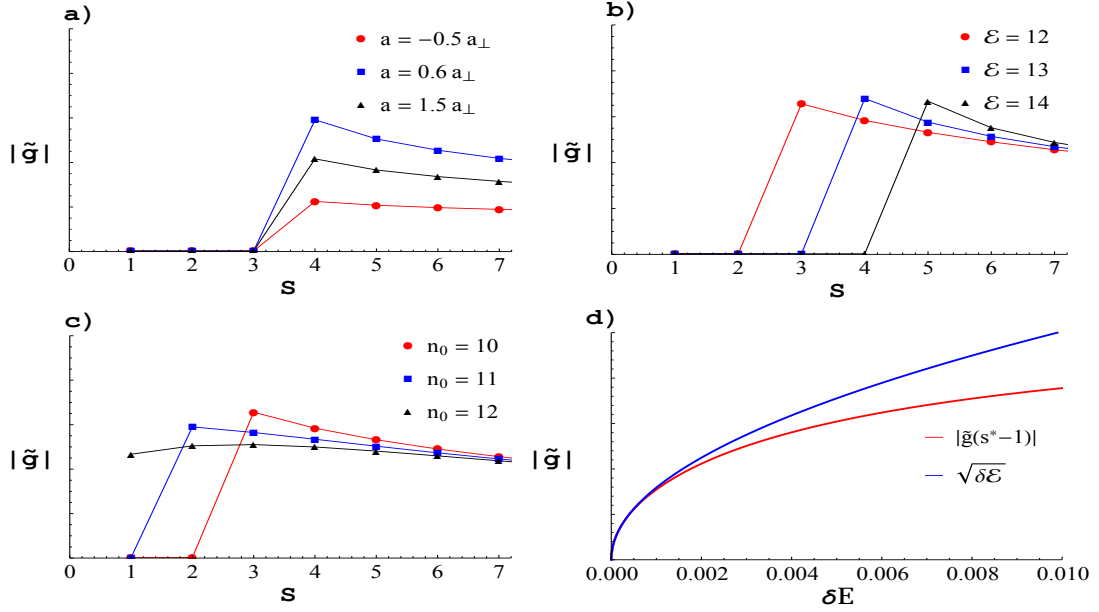 a)
a = −0.5 a⊥
a = 0.6 a⊥
a = 1.5 a⊥
|g̃|
0 1 2 3 4 5 6 7
s
b)
ℰ = 12
ℰ = 13
ℰ = 14
|g̃|
0 1 2 3 4 5 6 7
s
c)
n₀ = 10
n₀ = 11
n₀ = 12
|g̃|
0 1 2 3 4 5 6 7
s
d)
|g̃|
|g̃(s*−1)|
√δℰ
0.000 0.002 0.004 0.006 0.008 0.010
δE